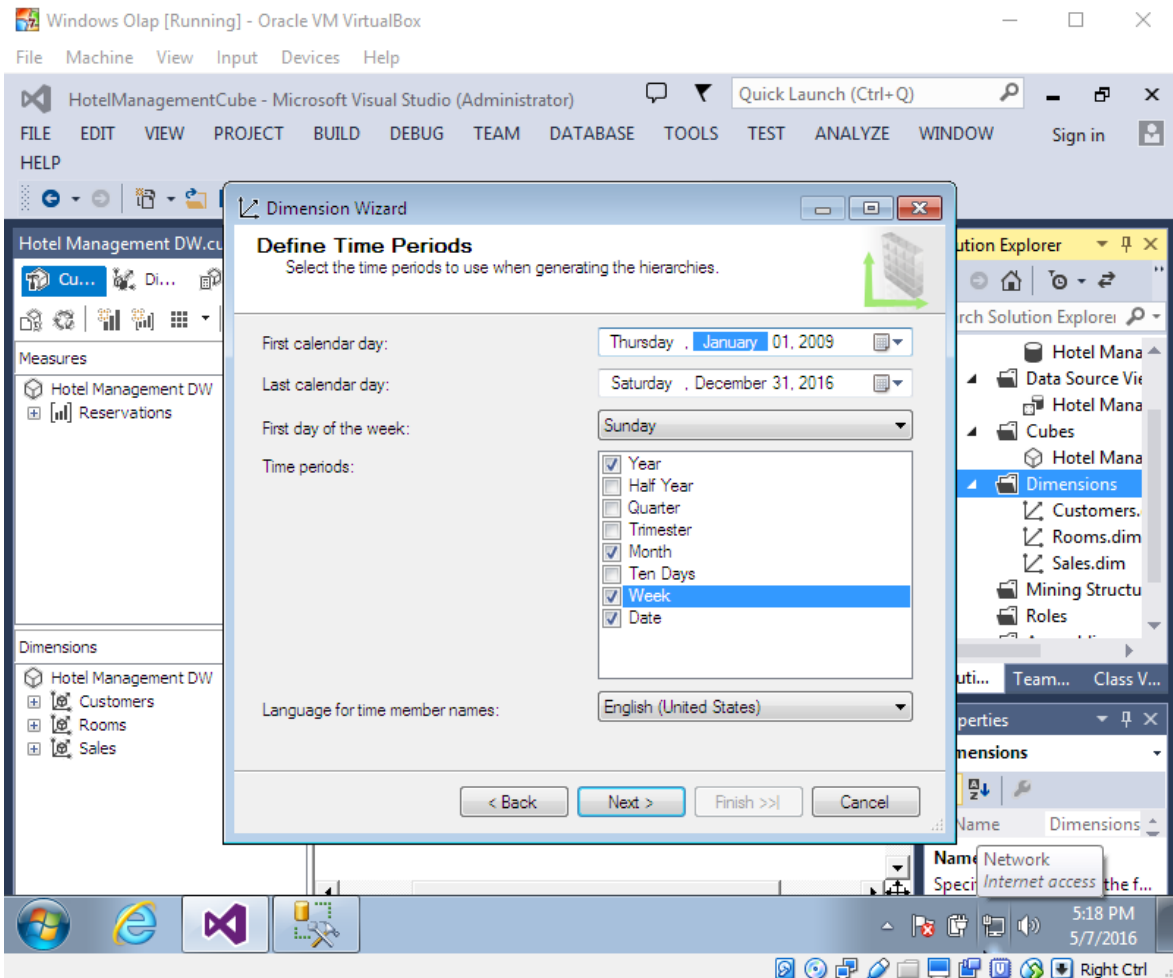 Windows Olap [Running] - Oracle VM VirtualBox
File Machine View Input Devices Help
HotelManagementCube - Microsoft Visual Studio (Administrator)
Quick Launch (Ctrl+Q)
FILE EDIT VIEW PROJECT BUILD DEBUG TEAM DATABASE TOOLS TEST ANALYZE WINDOW Sign in
HELP
Dimension Wizard
Hotel Management DW.cu
Define Time Periods
Select the time periods to use when generating the hierarchies.
ution Explorer
Cu... Di...
rch Solution Explorer
Measures
Hotel Management DW
Reservations
First calendar day: Thursday , January 01, 2009
Last calendar day: Saturday , December 31, 2016
First day of the week: Sunday
Time periods:
Year
Half Year
Quarter
Trimester
Month
Ten Days
Week
Date
Language for time member names: English (United States)
< Back Next > Finish >>| Cancel
Hotel Mana
Data Source Vie
Hotel Mana
Cubes
Hotel Mana
Dimensions
Customers.
Rooms.dim
Sales.dim
Mining Structu
Roles
Dimensions
Hotel Management DW
Customers
Rooms
Sales
uti... Team... Class V...
perties
mensions
Name Dimensions
Name
Speci the f...
Network
Internet access
5:18 PM
5/7/2016
Right Ctrl